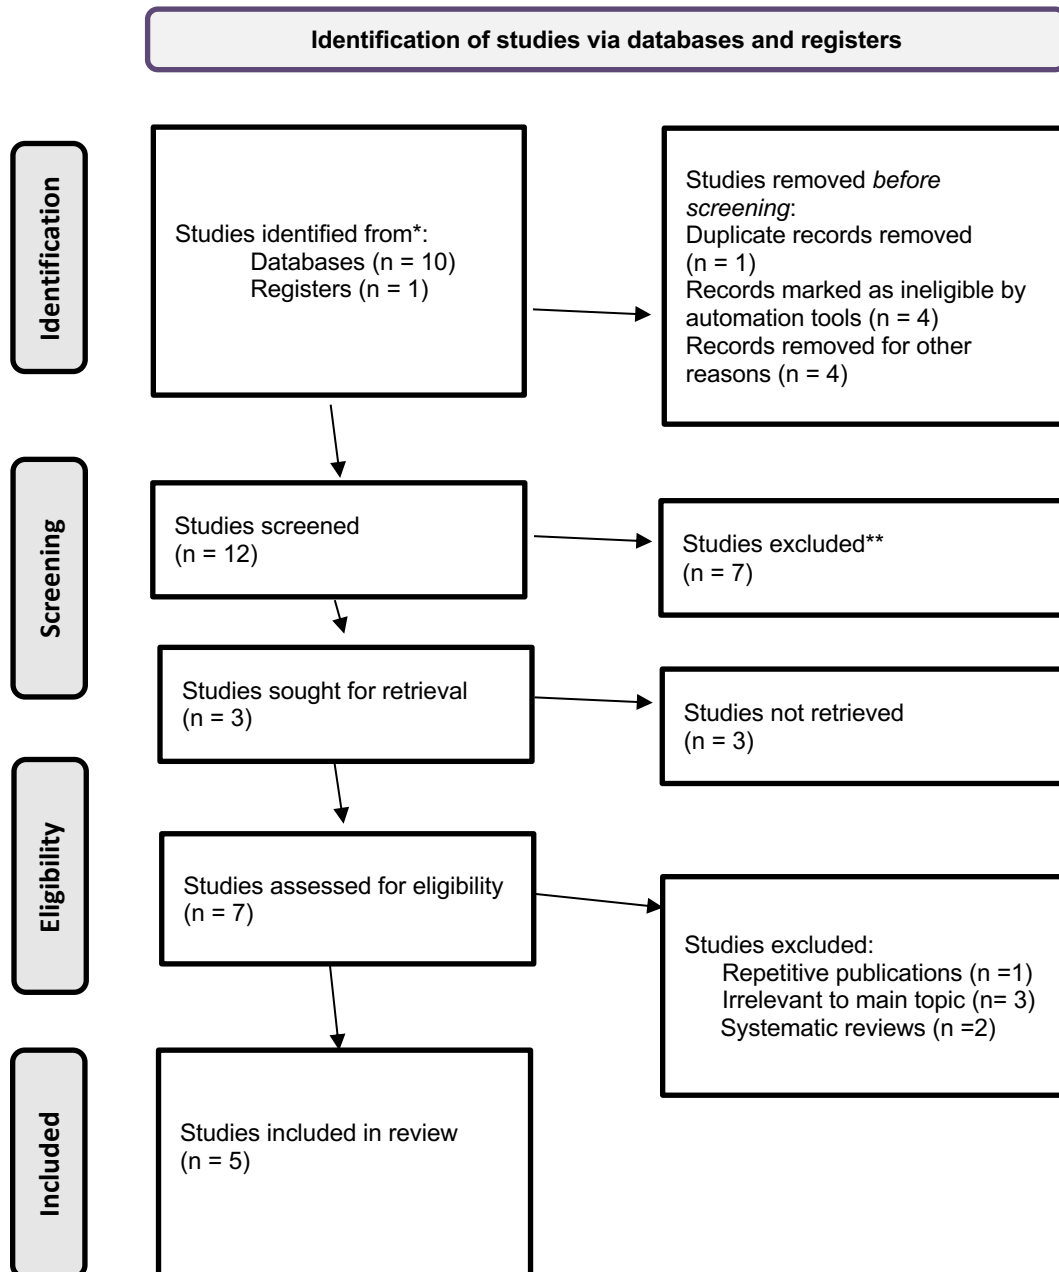 Identification of studies via databases and registers
Identification
Studies identified from*:
Databases (n = 10)
Registers (n = 1)
Studies removed before
screening:
Duplicate records removed
(n = 1)
Records marked as ineligible by
automation tools (n = 4)
Records removed for other
reasons (n = 4)
Screening
Studies screened
(n = 12)
Studies excluded**
(n = 7)
Studies sought for retrieval
(n = 3)
Studies not retrieved
(n = 3)
Eligibility
Studies assessed for eligibility
(n = 7)
Studies excluded:
Repetitive publications (n =1)
Irrelevant to main topic (n= 3)
Systematic reviews (n =2)
Included
Studies included in review
(n = 5)